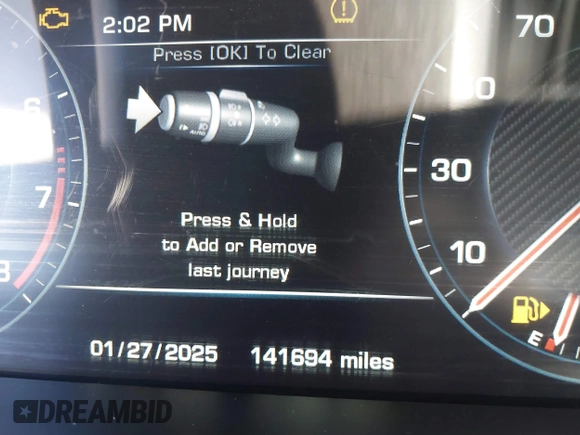 2:02 PM
70
Press [OK] To Clear
6
30
7
Press & Hold
to Add or Remove
last journey
10
8
E
01/27/2025 141694 miles
DREAMBID